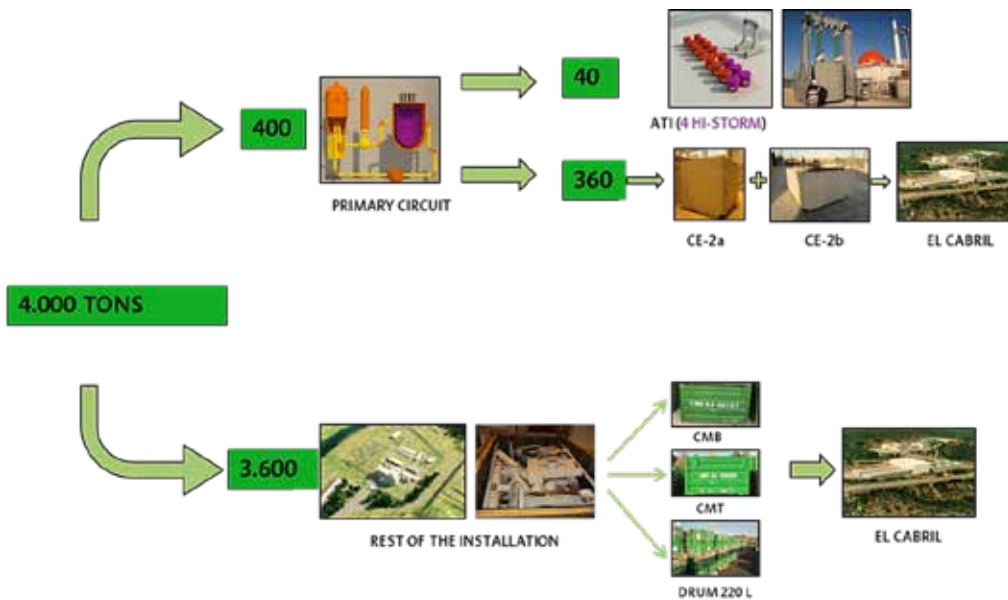 40
ATI (4 HI-STORM)
400
PRIMARY CIRCUIT
360
CE-2a
CE-2b
EL CABRIL
4.000 TONS
3.600
REST OF THE INSTALLATION
CMB
CMT
DRUM 220 L
EL CABRIL